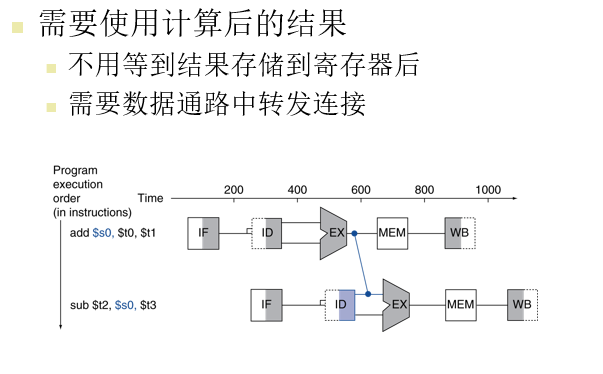 需要使用计算后的结果
不用等到结果存储到寄存器后
需要数据通路中转发连接
Program
execution
order
(in instructions)
Time
200 400 600 800 1000
add $s0, $t0, $t1
IF ID EX MEM WB
sub $t2, $s0, $t3
IF ID EX MEM WB